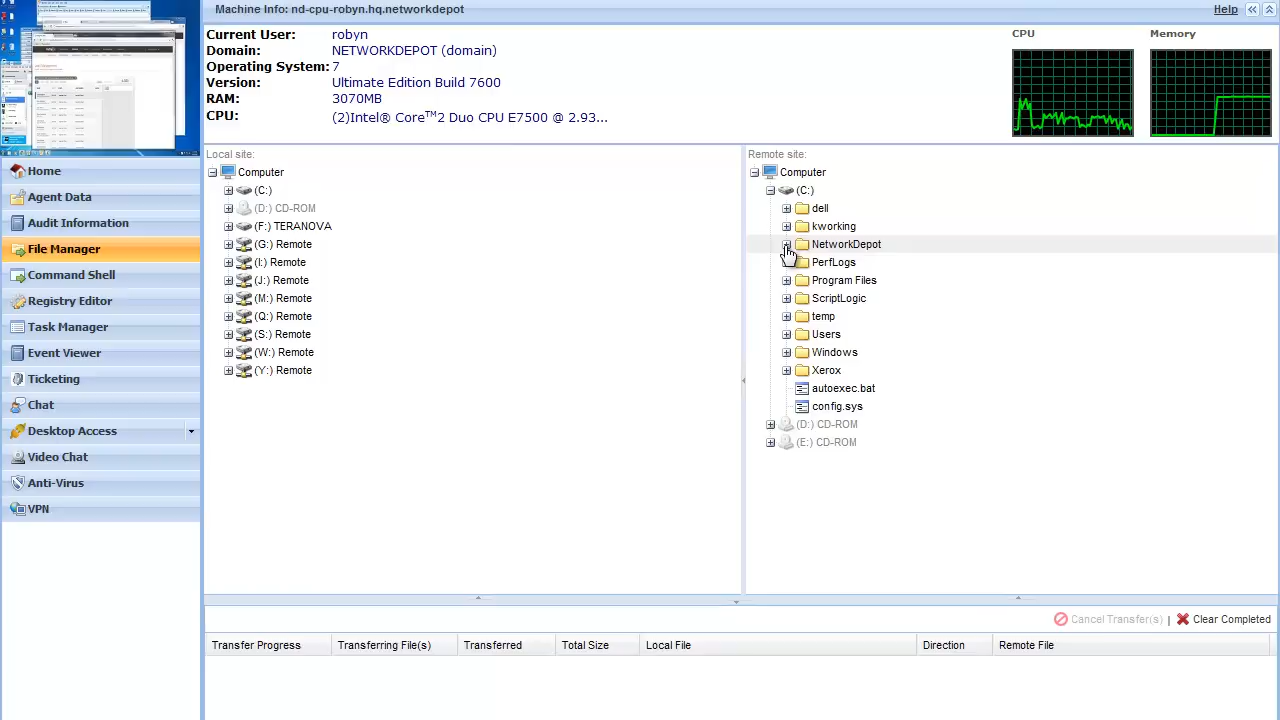 Machine Info: nd-dt-e-robyn.workstations.networkdepot
Help
Current User: robyn
Domain: NETWORKDEPOT (domain)
Operating System: 7
Version: Ultimate Edition Build 7600
RAM: 3070MB
CPU: (2)Intel® Core™2 Duo CPU E7500 @ 2.93...
CPU
Memory
Home
Agent Data
Audit Information
File Manager
Command Shell
Registry Editor
Task Manager
Event Viewer
Ticketing
Chat
Desktop Access
Video Chat
Anti-Virus
VPN
Local site:
Computer
(C:)
(D:) CD-ROM
(F:) TERANOVA
(G:) Remote
(I:) Remote
(J:) Remote
(M:) Remote
(Q:) Remote
(S:) Remote
(W:) Remote
(Y:) Remote
Remote site:
Computer
(C:)
dell
kworking
NetworkDepot
PerfLogs
Program Files
ScriptLogic
temp
Users
Windows
Xerox
autoexec.bat
config.sys
(D:) CD-ROM
(E:) CD-ROM
Cancel Transfer(s) | Clear Completed
Transfer Progress Transferring File(s) Transferred Total Size Local File Direction Remote File